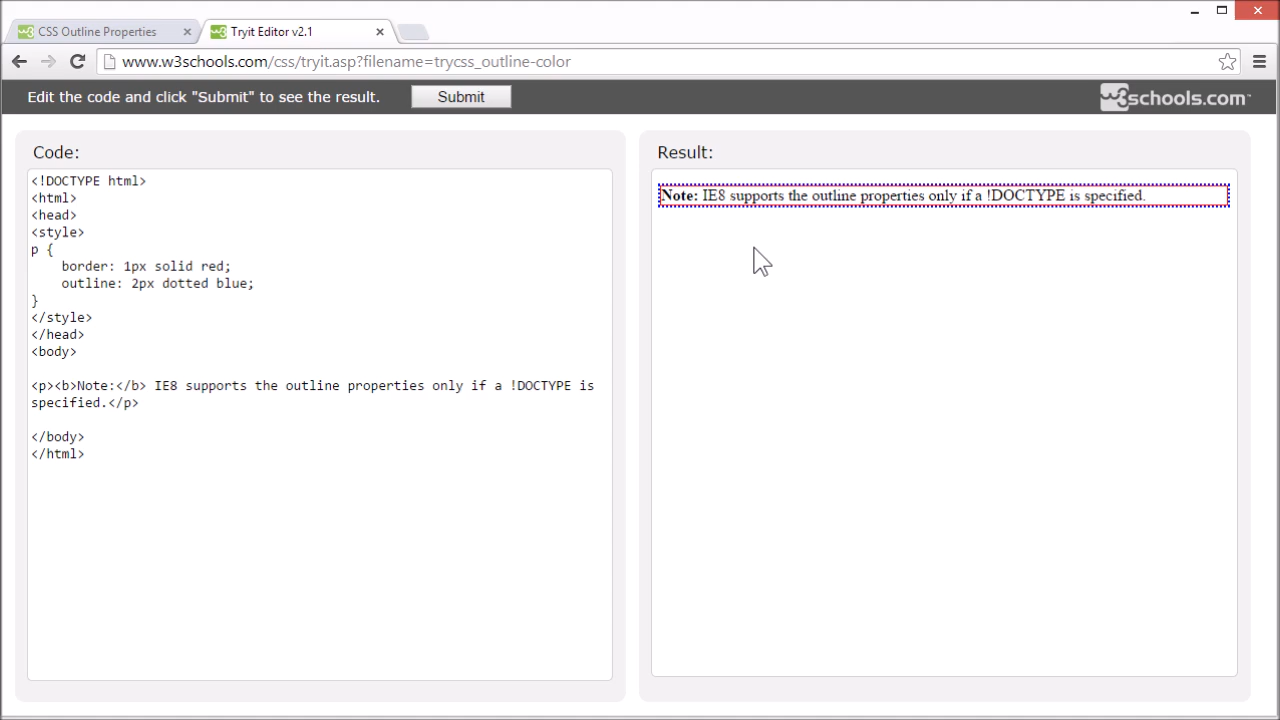 CSS Outline Properties
Tryit Editor v2.1
www.w3schools.com/css/tryit.asp?filename=trycss_outline-color
Edit the code and click "Submit" to see the result.
Submit
w3schools.com™
Code:
<!DOCTYPE html>
<html>
<head>
<style>
p {
    border: 1px solid red;
    outline: 2px dotted blue;
}
</style>
</head>
<body>
<p><b>Note:</b> IE8 supports the outline properties only if a !DOCTYPE is
specified.</p>
</body>
</html>
Result:
Note: IE8 supports the outline properties only if a !DOCTYPE is specified.